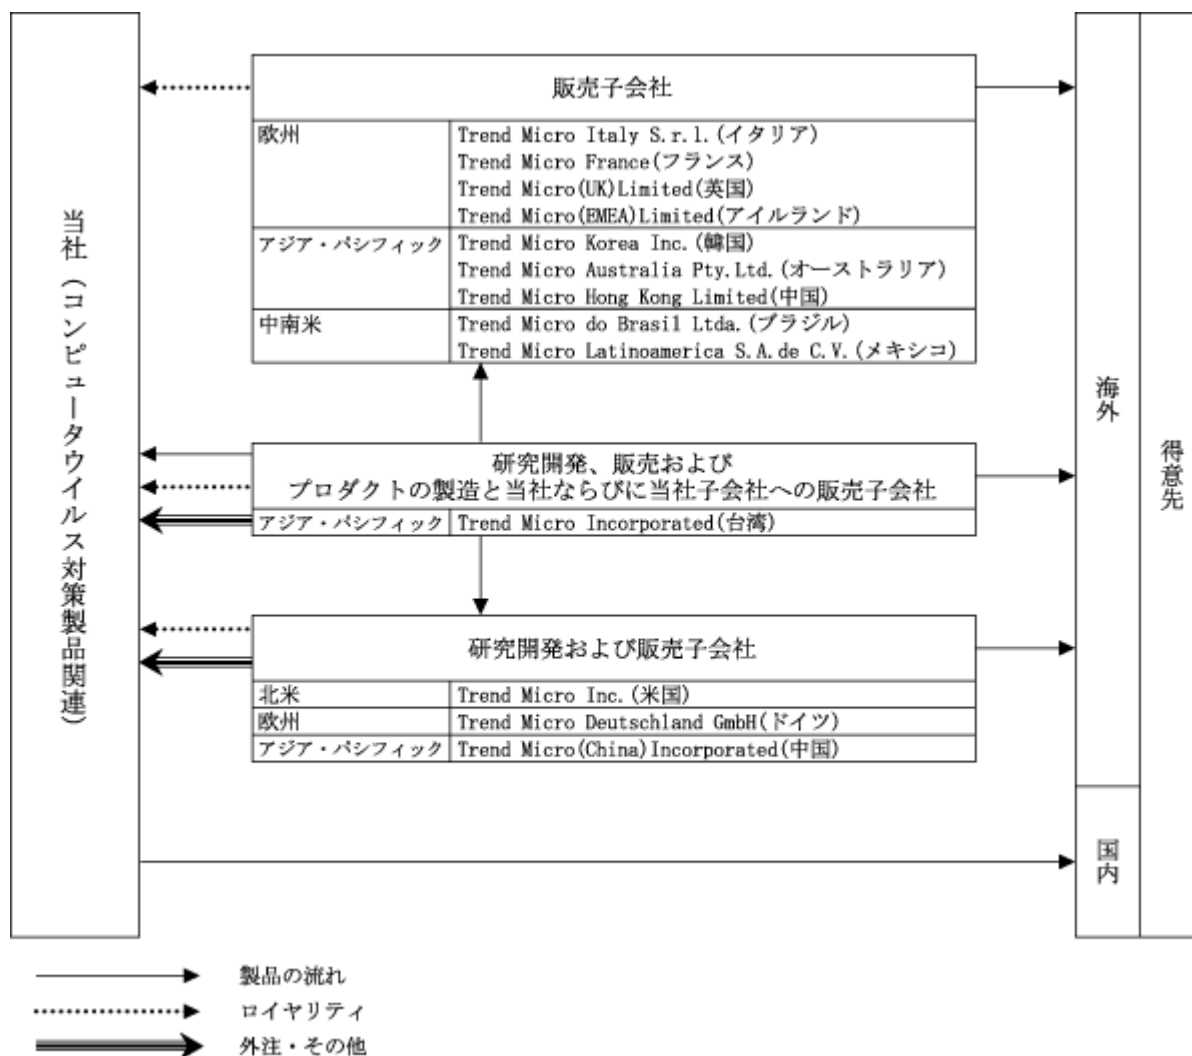 当社（コンピュータウイルス対策製品関連）
販売子会社
欧州
Trend Micro Italy S.r.l.(イタリア)
Trend Micro France(フランス)
Trend Micro(UK)Limited(英国)
Trend Micro(EMEA)Limited(アイルランド)
アジア・パシフィック
Trend Micro Korea Inc.(韓国)
Trend Micro Australia Pty.Ltd.(オーストラリア)
Trend Micro Hong Kong Limited(中国)
中南米
Trend Micro do Brasil Ltda.(ブラジル)
Trend Micro Latinoamerica S.A.de C.V.(メキシコ)
研究開発、販売および
プロダクトの製造と当社ならびに当社子会社への販売子会社
アジア・パシフィック
Trend Micro Incorporated(台湾)
研究開発および販売子会社
北米
Trend Micro Inc.(米国)
欧州
Trend Micro Deutschland GmbH(ドイツ)
アジア・パシフィック
Trend Micro(China)Incorporated(中国)
海外
国内
得意先
製品の流れ
ロイヤリティ
外注・その他